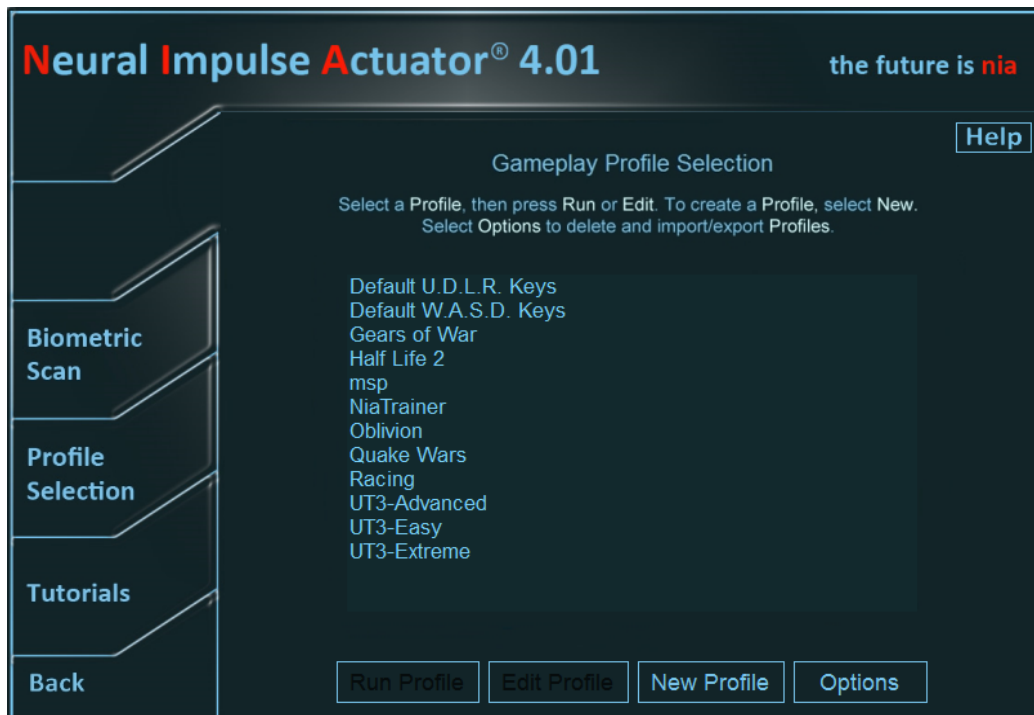 Neural Impulse Actuator® 4.01
the future is nia
Help
Gameplay Profile Selection
Select a Profile, then press Run or Edit. To create a Profile, select New.
Select Options to delete and import/export Profiles.
Default U.D.L.R. Keys
Default W.A.S.D. Keys
Gears of War
Half Life 2
msp
NiaTrainer
Oblivion
Quake Wars
Racing
UT3-Advanced
UT3-Easy
UT3-Extreme
Biometric
Scan
Profile
Selection
Tutorials
Back
Run Profile
Edit Profile
New Profile
Options